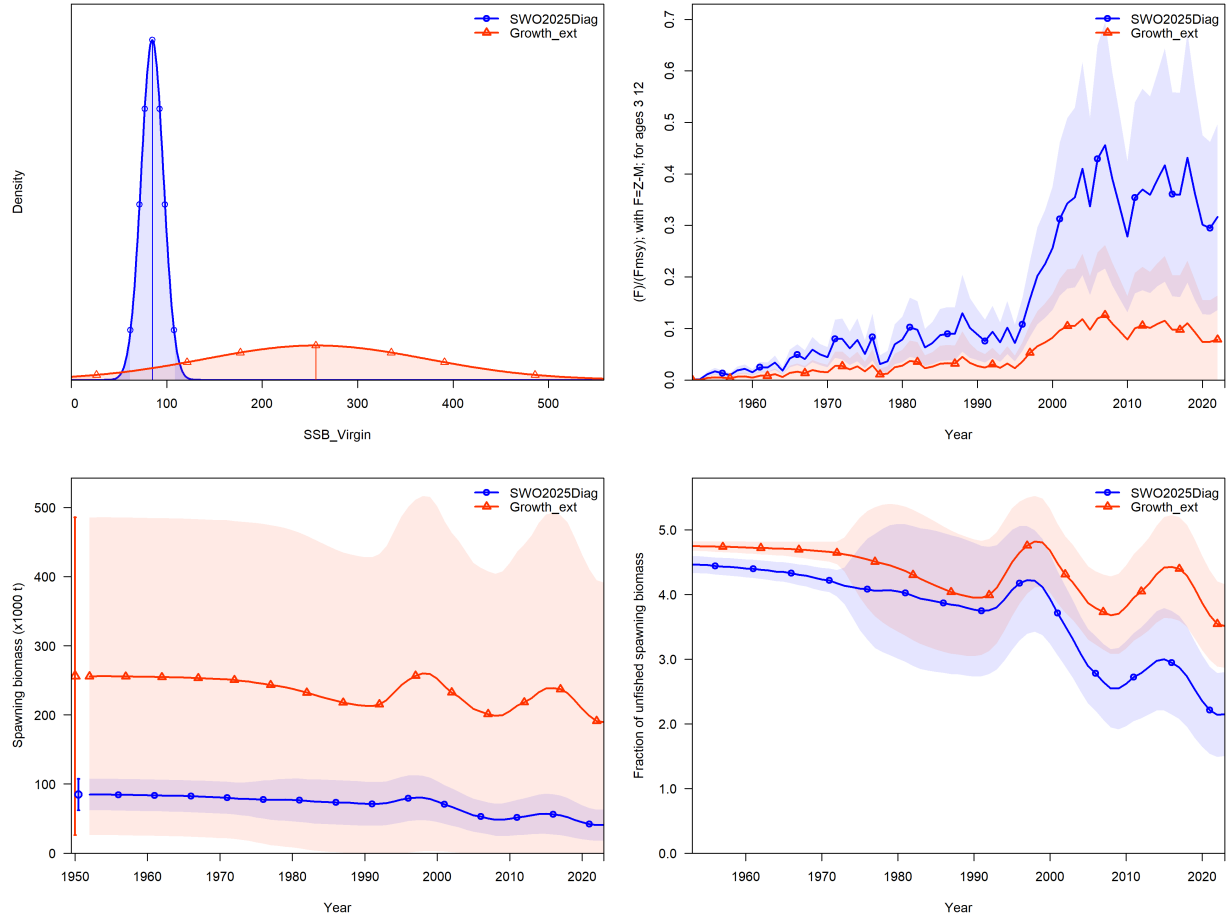 SWO2025Diag
Growth_ext
Density
0 100 200 300 400 500
SSB_Virgin
SWO2025Diag
Growth_ext
(F)/(Fmsy); with F=Z-M; for ages 3 12
0.7
0.6
0.5
0.4
0.3
0.2
0.1
0.0
1960 1970 1980 1990 2000 2010 2020
Year
SWO2025Diag
Growth_ext
Spawning biomass (x1000 t)
500
400
300
200
100
0
1950 1960 1970 1980 1990 2000 2010 2020
Year
SWO2025Diag
Growth_ext
Fraction of unfished spawning biomass
5.0
4.0
3.0
2.0
1.0
0.0
1960 1970 1980 1990 2000 2010 2020
Year